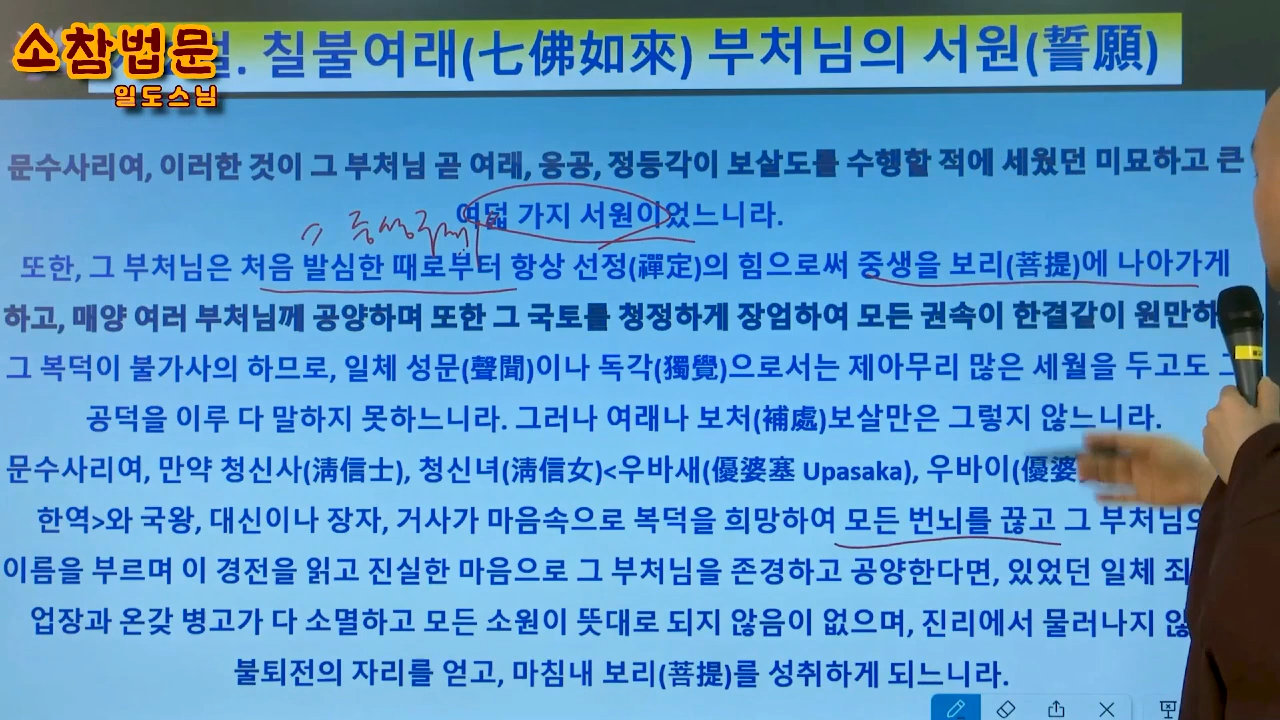 소참법문
일도스님
칠불여래(七佛如來) 부처님의 서원(誓願)
문수사리여, 이러한 것이 그 부처님 곧 여래, 응공, 정등각이 보살도를 수행할 적에 세웠던 미묘하고 큰
여덟 가지 서원이었느니라.
또한, 그 부처님은 처음 발심한 때로부터 항상 선정(禪定)의 힘으로써 중생을 보리(菩提)에 나아가게
하고, 매양 여러 부처님께 공양하며 또한 그 국토를 청정하게 장엄하여 모든 권속이 한결같이 원만하
그 복덕이 불가사의 하므로, 일체 성문(聲聞)이나 독각(獨覺)으로서는 제아무리 많은 세월을 두고도
공덕을 이루 다 말하지 못하느니라. 그러나 여래나 보처(補處)보살만은 그렇지 않느니라.
문수사리여, 만약 청신사(淸信士), 청신녀(淸信女)<우바새(優婆塞 Upasaka), 우바이(優婆
한역>와 국왕, 대신이나 장자, 거사가 마음속으로 복덕을 희망하여 모든 번뇌를 끊고 그 부처님의
이름을 부르며 이 경전을 읽고 진실한 마음으로 그 부처님을 존경하고 공양한다면, 있었던 일체 죄
업장과 온갖 병고가 다 소멸하고 모든 소원이 뜻대로 되지 않음이 없으며, 진리에서 물러나지 않
불퇴전의 자리를 얻고, 마침내 보리(菩提)를 성취하게 되느니라.